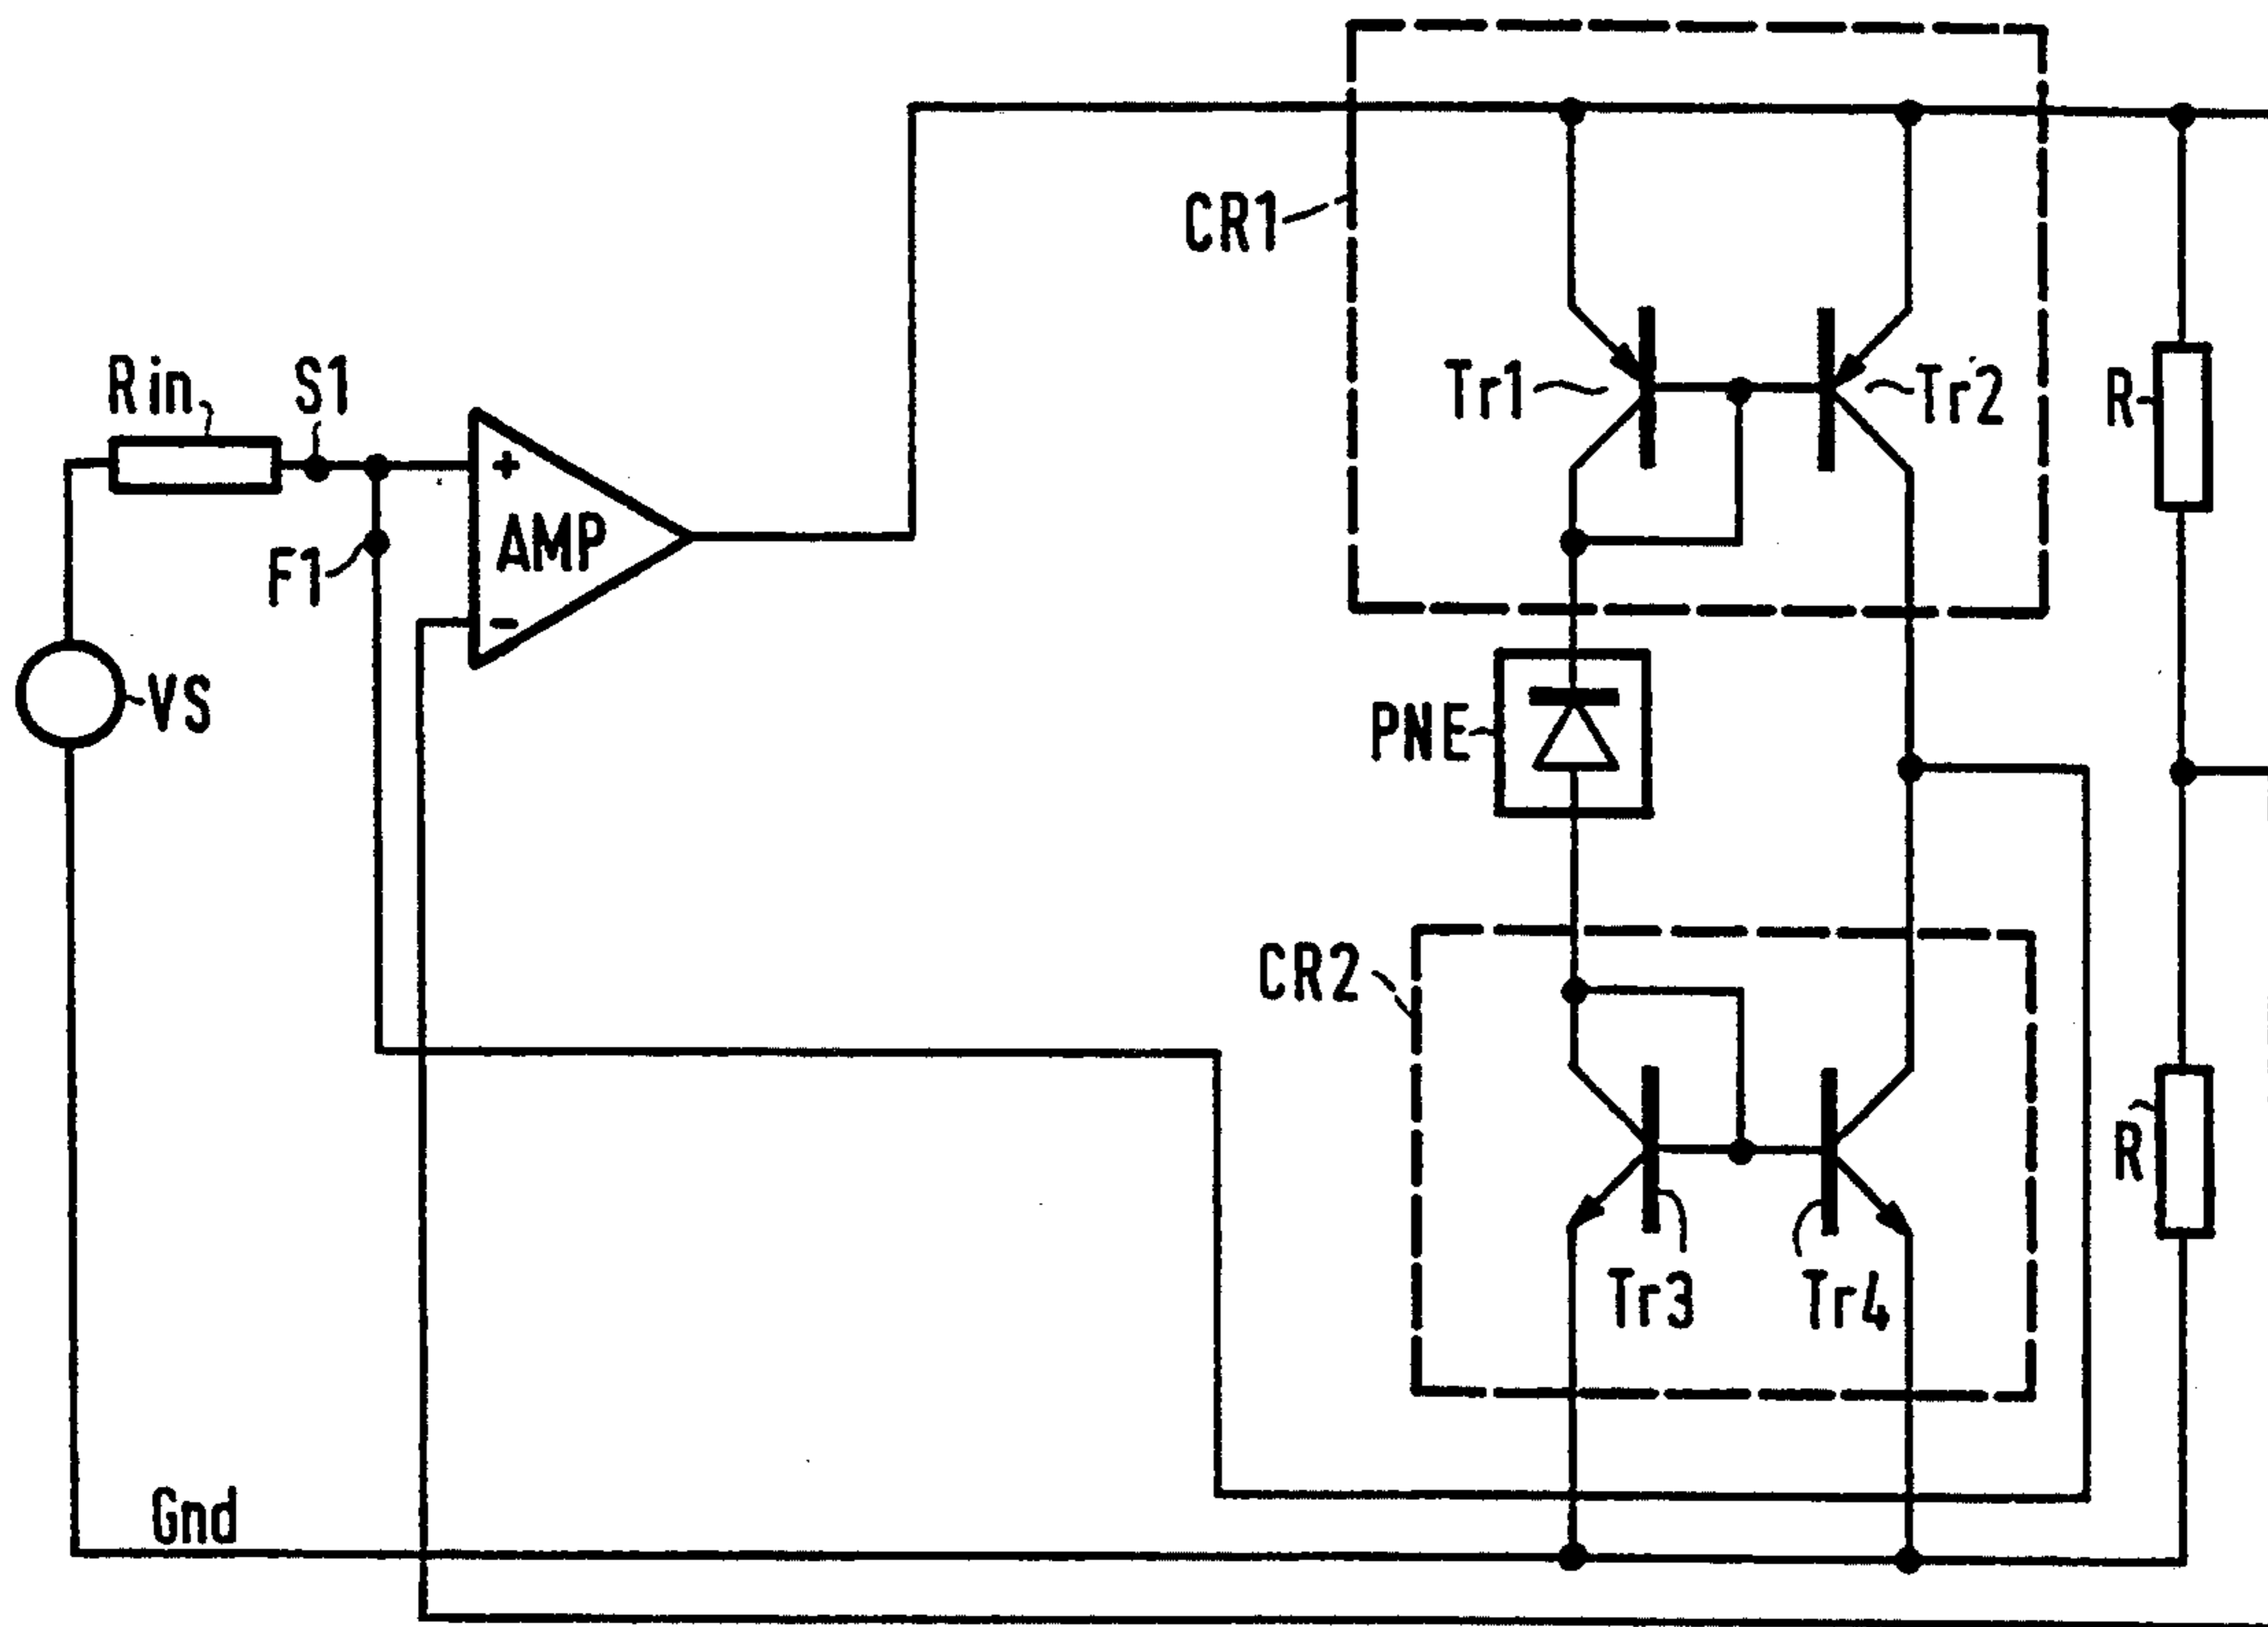 CR1
Rin
S1
Tr1
Tr2
R
+
AMP
F1
-
VS
PNE
CR2
R
Tr3
Tr4
Gnd